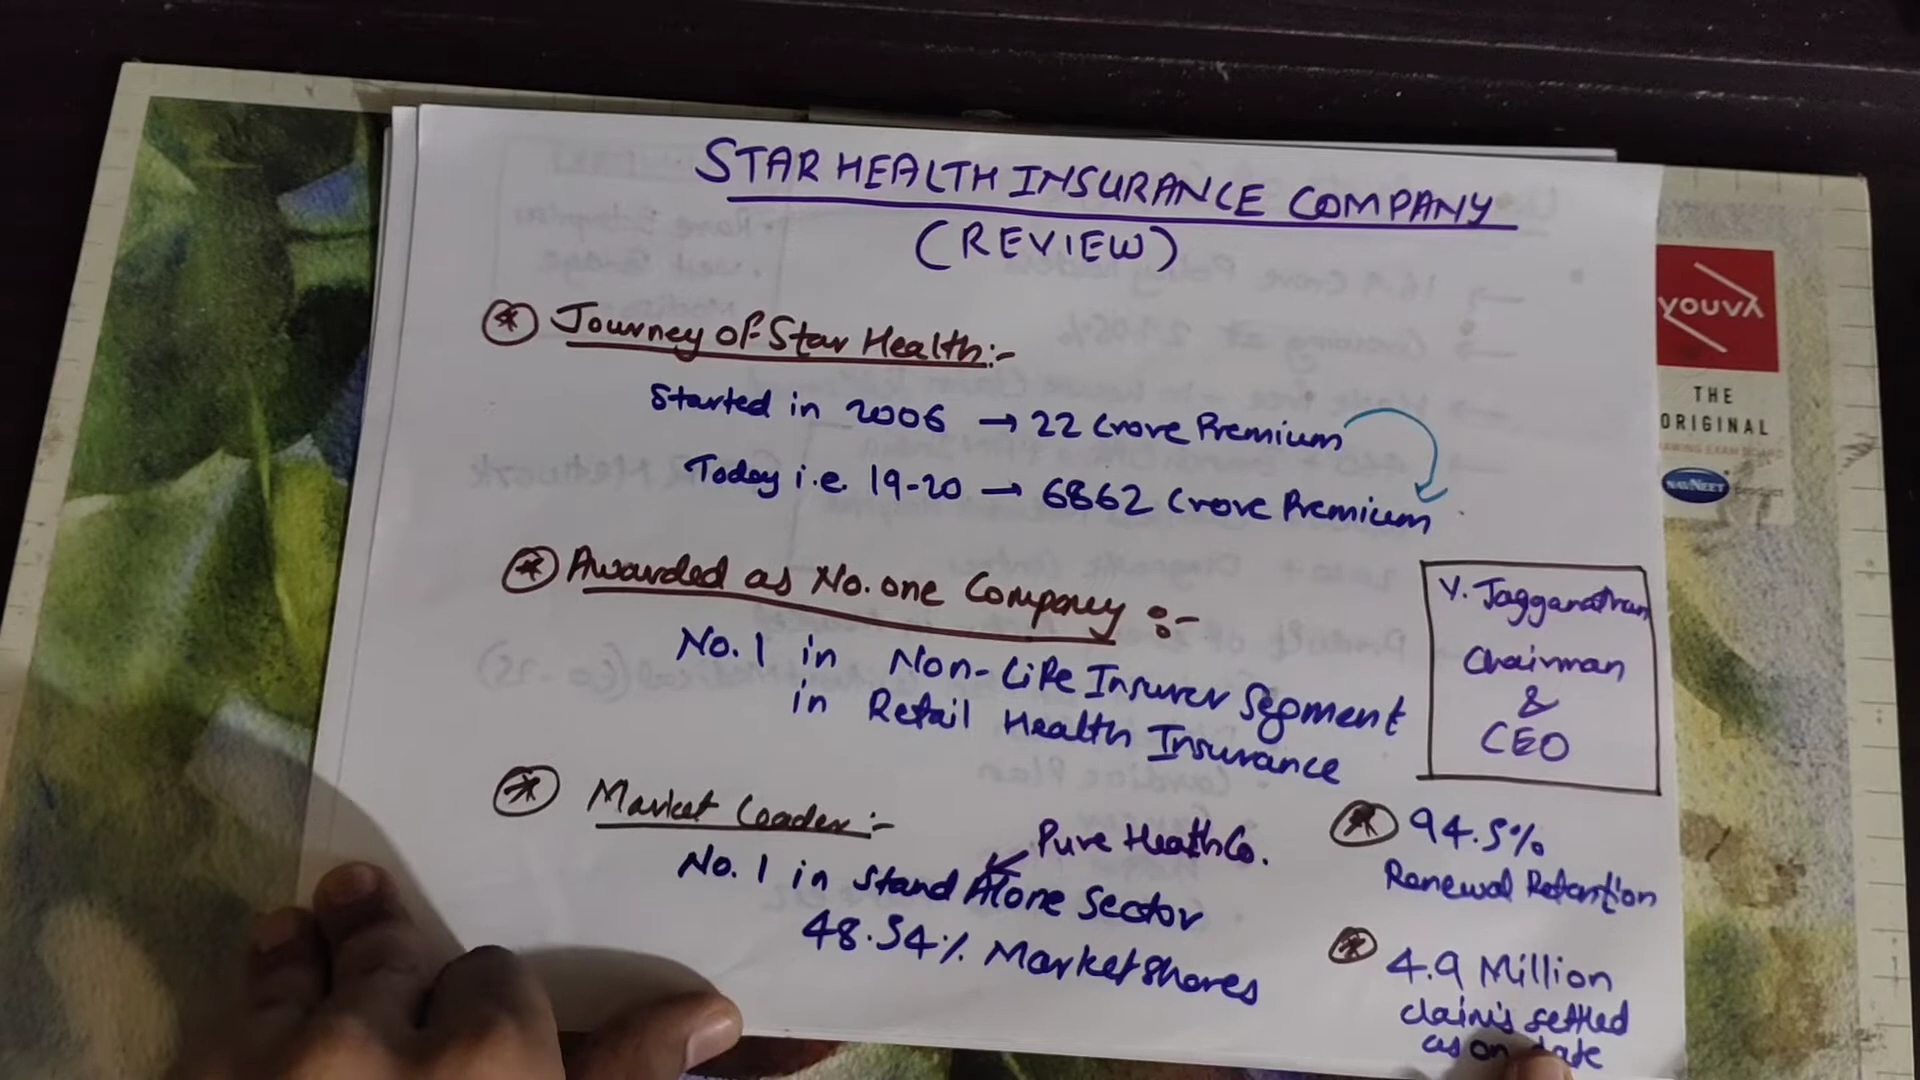 STAR HEALTH INSURANCE COMPANY
(REVIEW)
Journey of Star Health:-
Started in 2006 → 22 Crore Premium
Today i.e. 19-20 → 6862 Crore Premium
Awarded as No. one Company :-
No. 1 in Non-Life Insurer Segment
in Retail Health Insurance
Y. Jagganathan
Chairman
&
CEO
Market Leader:-
Pure Health Co.
No. 1 in Stand Alone Sector
48.54% Market shares
94.5%
Renewal Retention
4.9 Million
claims settled
as on date
YOUVA
THE
ORIGINAL
NAVNEET